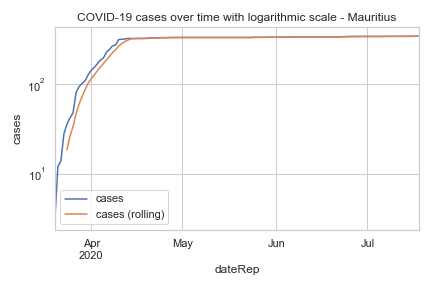 COVID-19 cases over time with logarithmic scale - Mauritius
cases
10²
10¹
cases
cases (rolling)
Apr
2020
May
Jun
Jul
dateRep